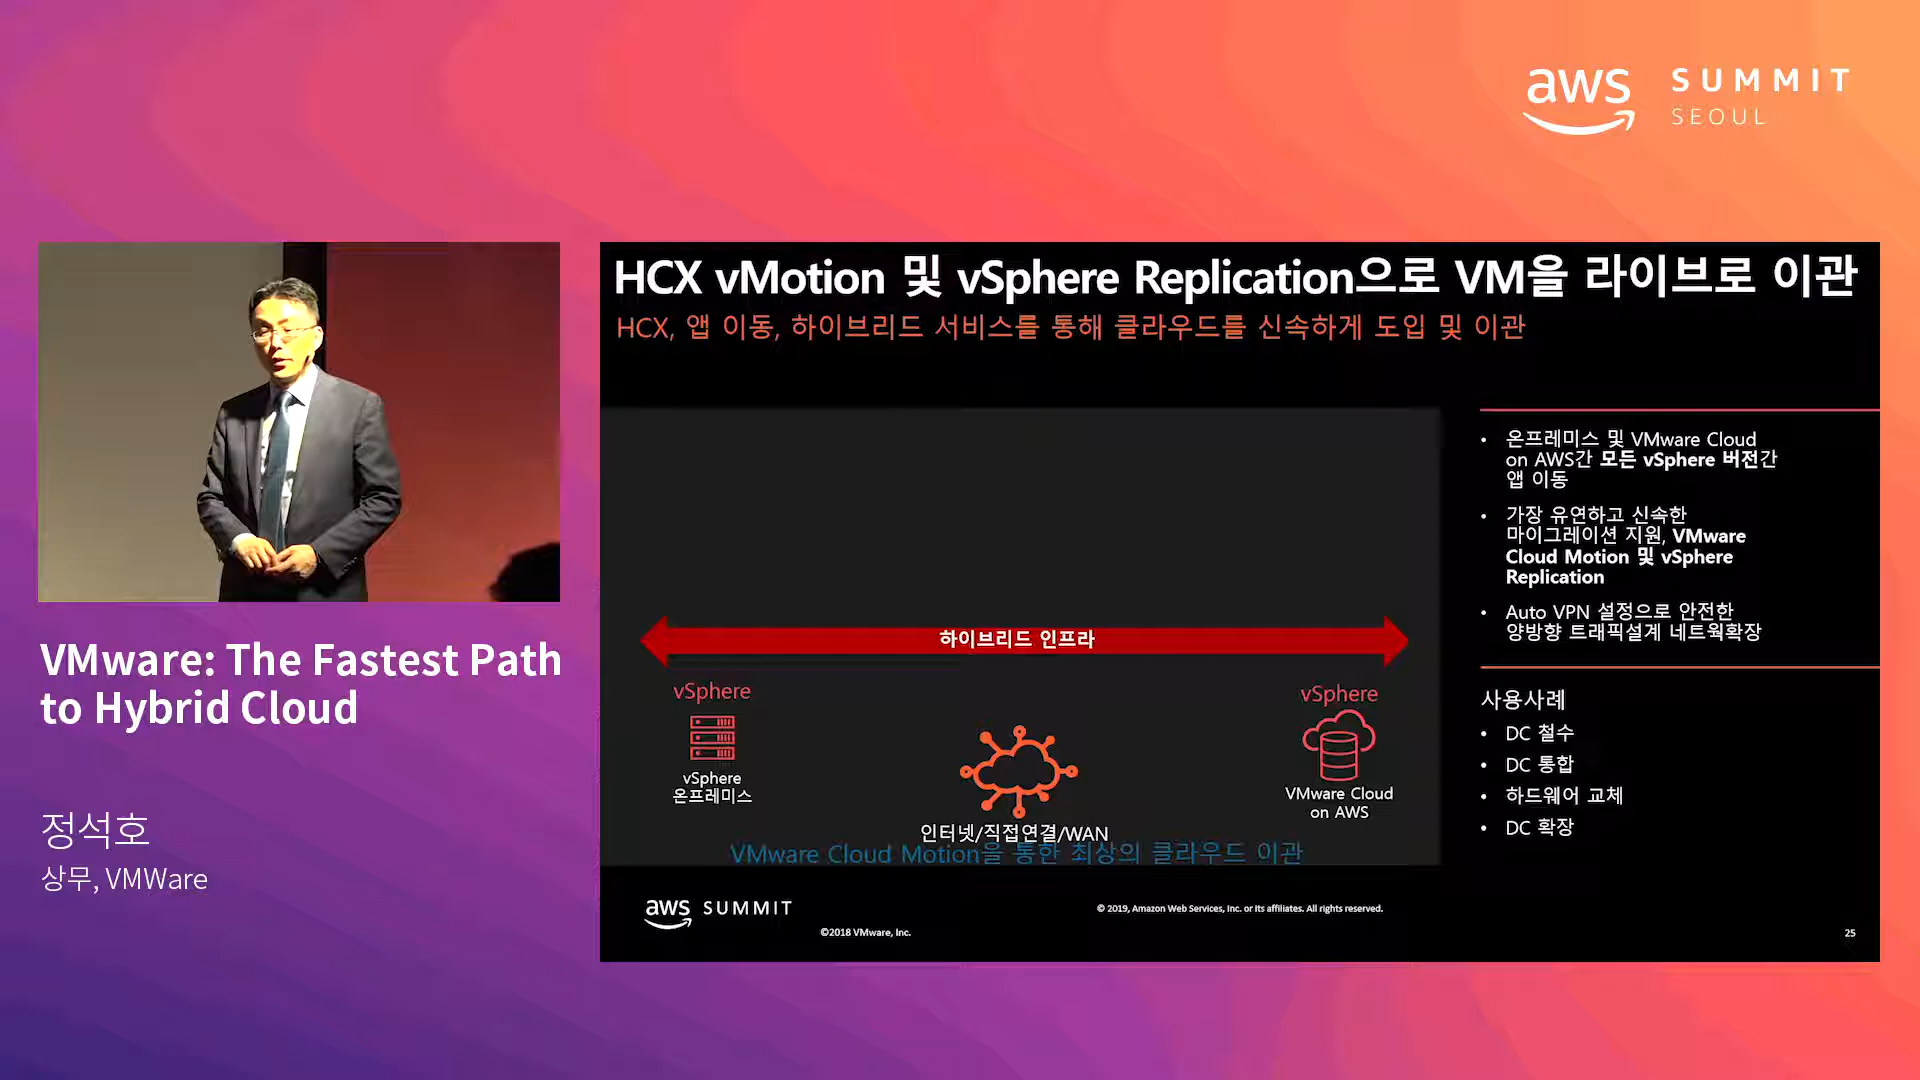 aws SUMMIT
SEOUL
HCX vMotion 및 vSphere Replication으로 VM을 라이브로 이관
HCX, 앱 이동, 하이브리드 서비스를 통해 클라우드를 신속하게 도입 및 이관
• 온프레미스 및 VMware Cloud
on AWS간 모든 vSphere 버전간
앱 이동
• 가장 유연하고 신속한
마이그레이션 지원, VMware
Cloud Motion 및 vSphere
Replication
• Auto VPN 설정으로 안전한
양방향 트래픽설계 네트웍확장
하이브리드 인프라
vSphere
vSphere
온프레미스
vSphere
VMware Cloud
on AWS
인터넷/직접연결/WAN
VMware Cloud Motion을 통한 최상의 클라우드 이관
사용사례
• DC 철수
• DC 통합
• 하드웨어 교체
• DC 확장
aws SUMMIT
© 2019, Amazon Web Services, Inc. or its affiliates. All rights reserved.
©2018 VMware, Inc.
25
VMware: The Fastest Path
to Hybrid Cloud
정석호
상무, VMWare